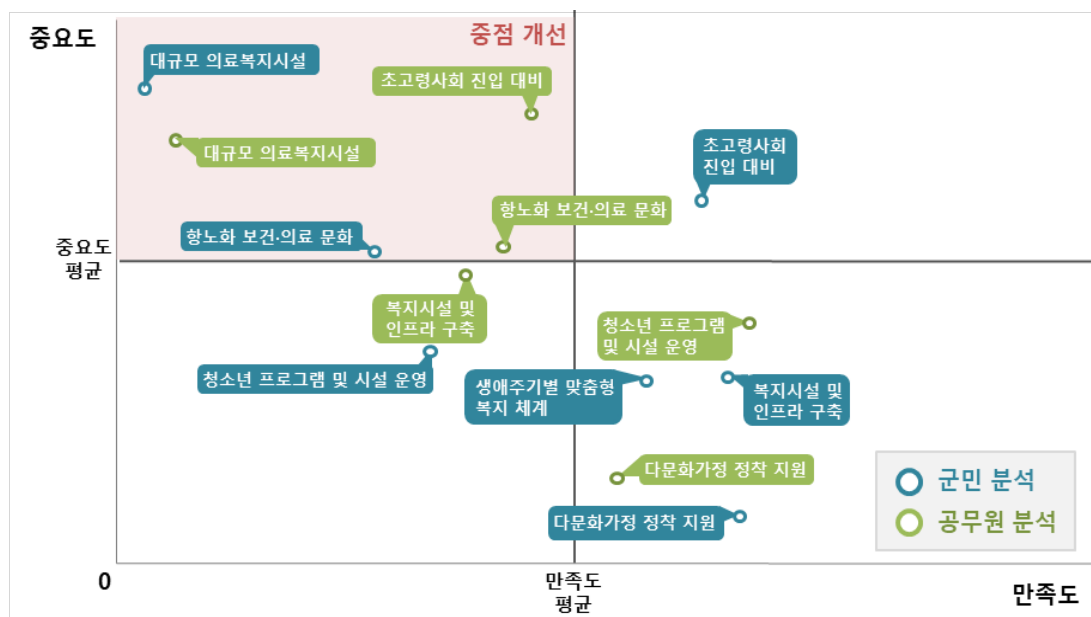 중요도
중점 개선
대규모 의료복지시설
초고령사회 진입 대비
대규모 의료복지시설
초고령사회
진입 대비
항노화 보건·의료 문화
항노화 보건·의료 문화
중요도
평균
복지시설 및
인프라 구축
청소년 프로그램
및 시설 운영
청소년 프로그램 및 시설 운영
생애주기별 맞춤형
복지 체계
복지시설 및
인프라 구축
다문화가정 정착 지원
다문화가정 정착 지원
군민 분석
공무원 분석
0
만족도
평균
만족도